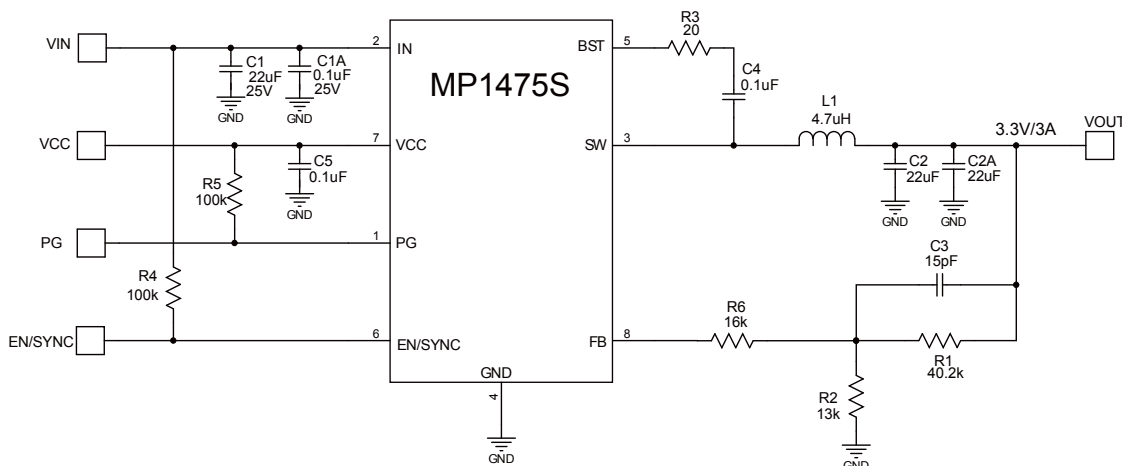 VIN
2
IN
C1
22uF
25V
GND
C1A
0.1uF
25V
GND
VCC
7
VCC
R5
100k
C5
0.1uF
GND
PG
1
PG
R4
100k
EN/SYNC
6
EN/SYNC
MP1475S
GND
4
GND
BST
5
R3
20
C4
0.1uF
SW
3
L1
4.7uH
3.3V/3A
VOUT
C2
22uF
GND
C2A
22uF
GND
C3
15pF
FB
8
R6
16k
R1
40.2k
R2
13k
GND